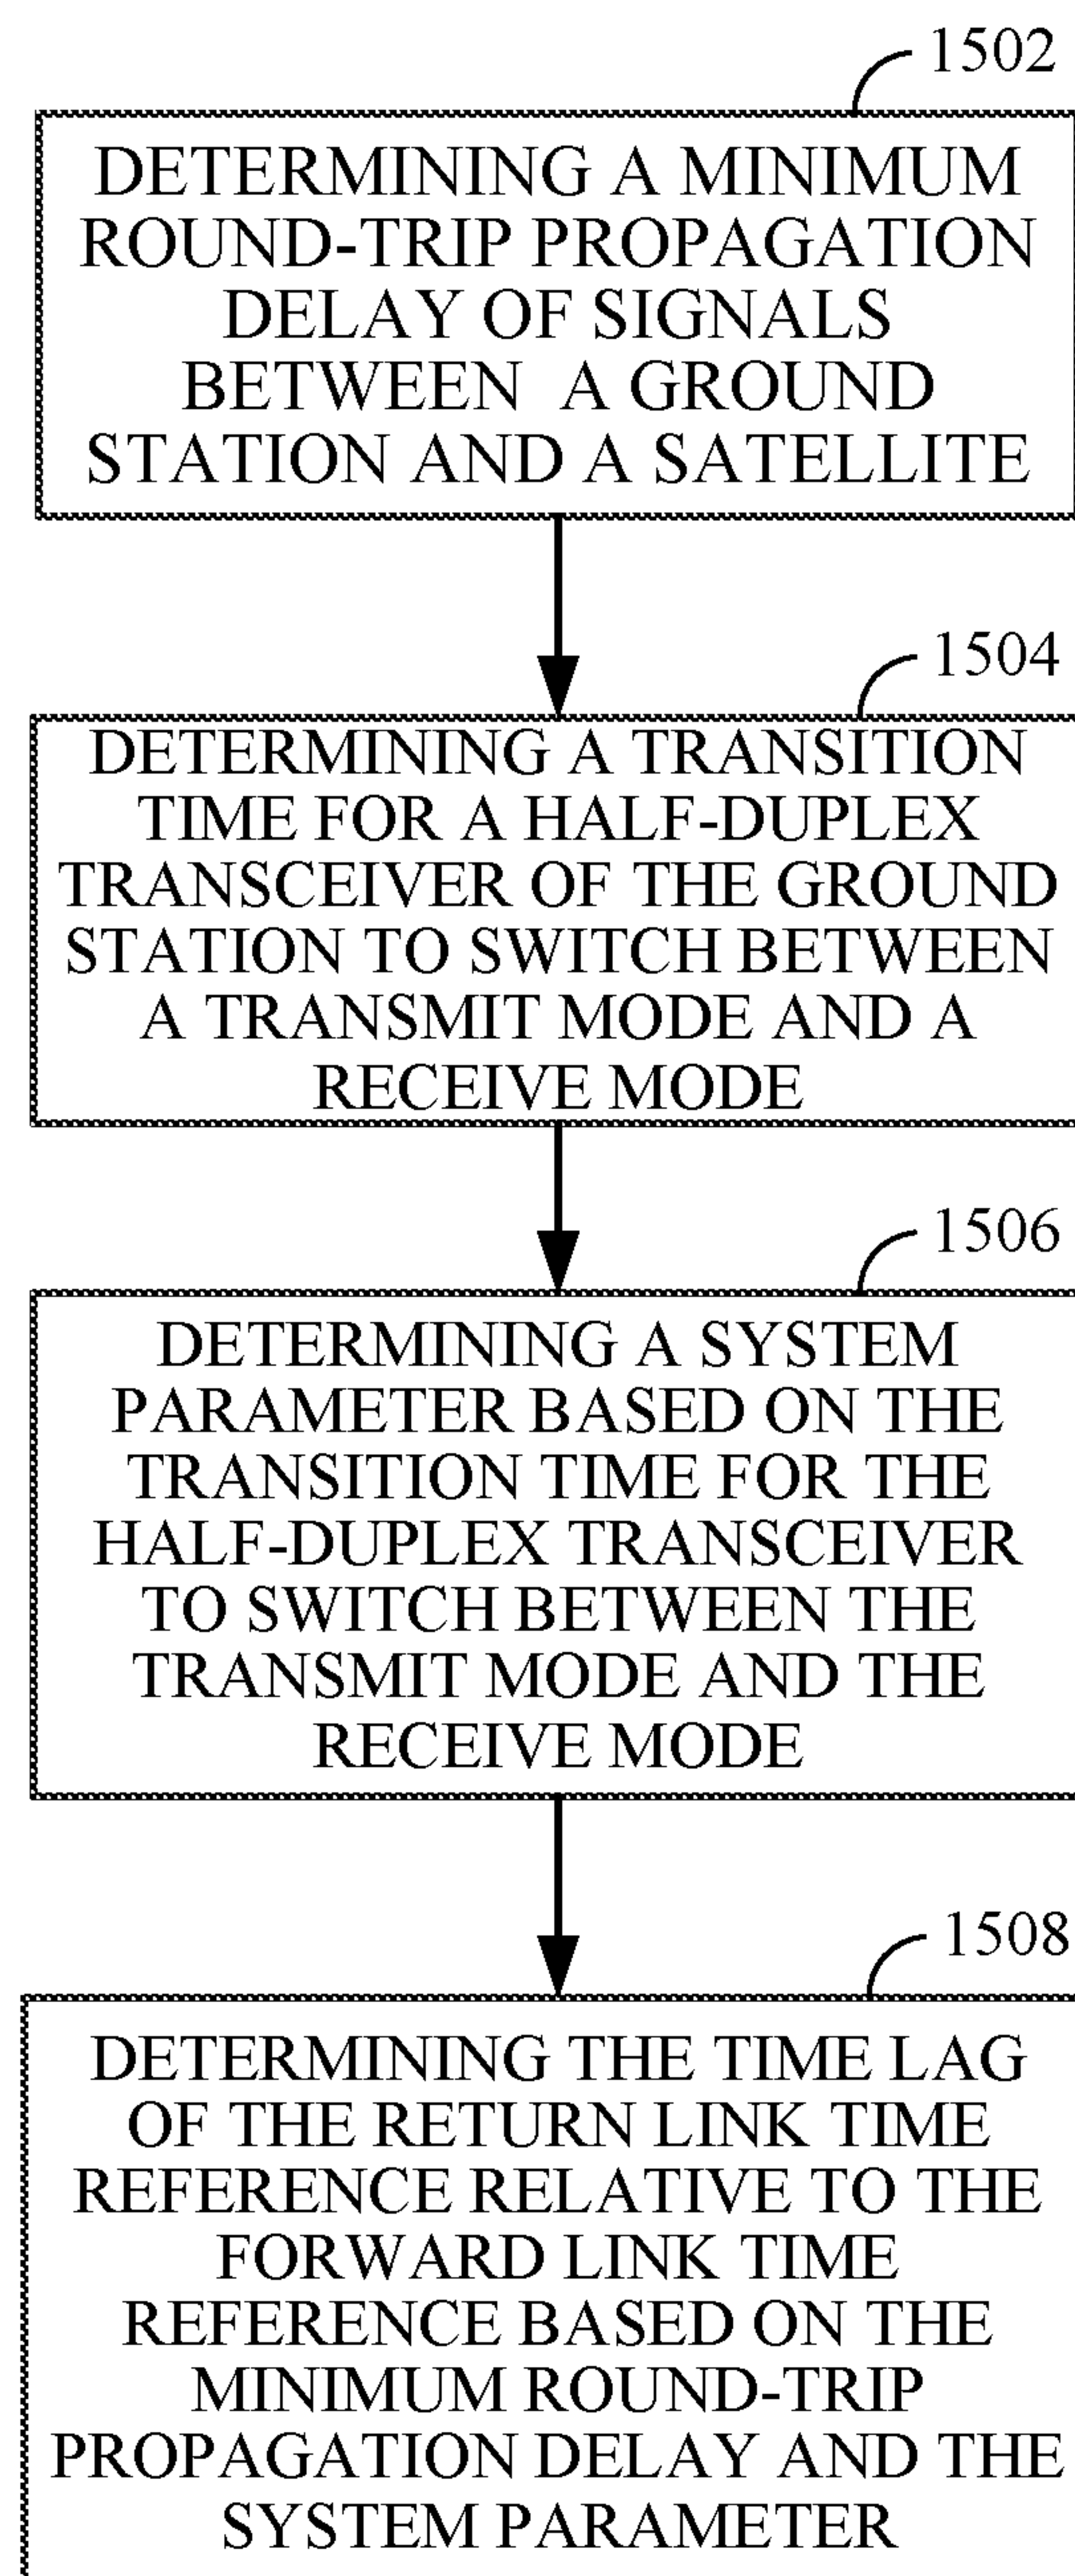 1502
DETERMINING A MINIMUM
ROUND-TRIP PROPAGATION
DELAY OF SIGNALS
BETWEEN A GROUND
STATION AND A SATELLITE
1504
DETERMINING A TRANSITION
TIME FOR A HALF-DUPLEX
TRANSCEIVER OF THE GROUND
STATION TO SWITCH BETWEEN
A TRANSMIT MODE AND A
RECEIVE MODE
1506
DETERMINING A SYSTEM
PARAMETER BASED ON THE
TRANSITION TIME FOR THE
HALF-DUPLEX TRANSCEIVER
TO SWITCH BETWEEN THE
TRANSMIT MODE AND THE
RECEIVE MODE
1508
DETERMINING THE TIME LAG
OF THE RETURN LINK TIME
REFERENCE RELATIVE TO THE
FORWARD LINK TIME
REFERENCE BASED ON THE
MINIMUM ROUND-TRIP
PROPAGATION DELAY AND THE
SYSTEM PARAMETER